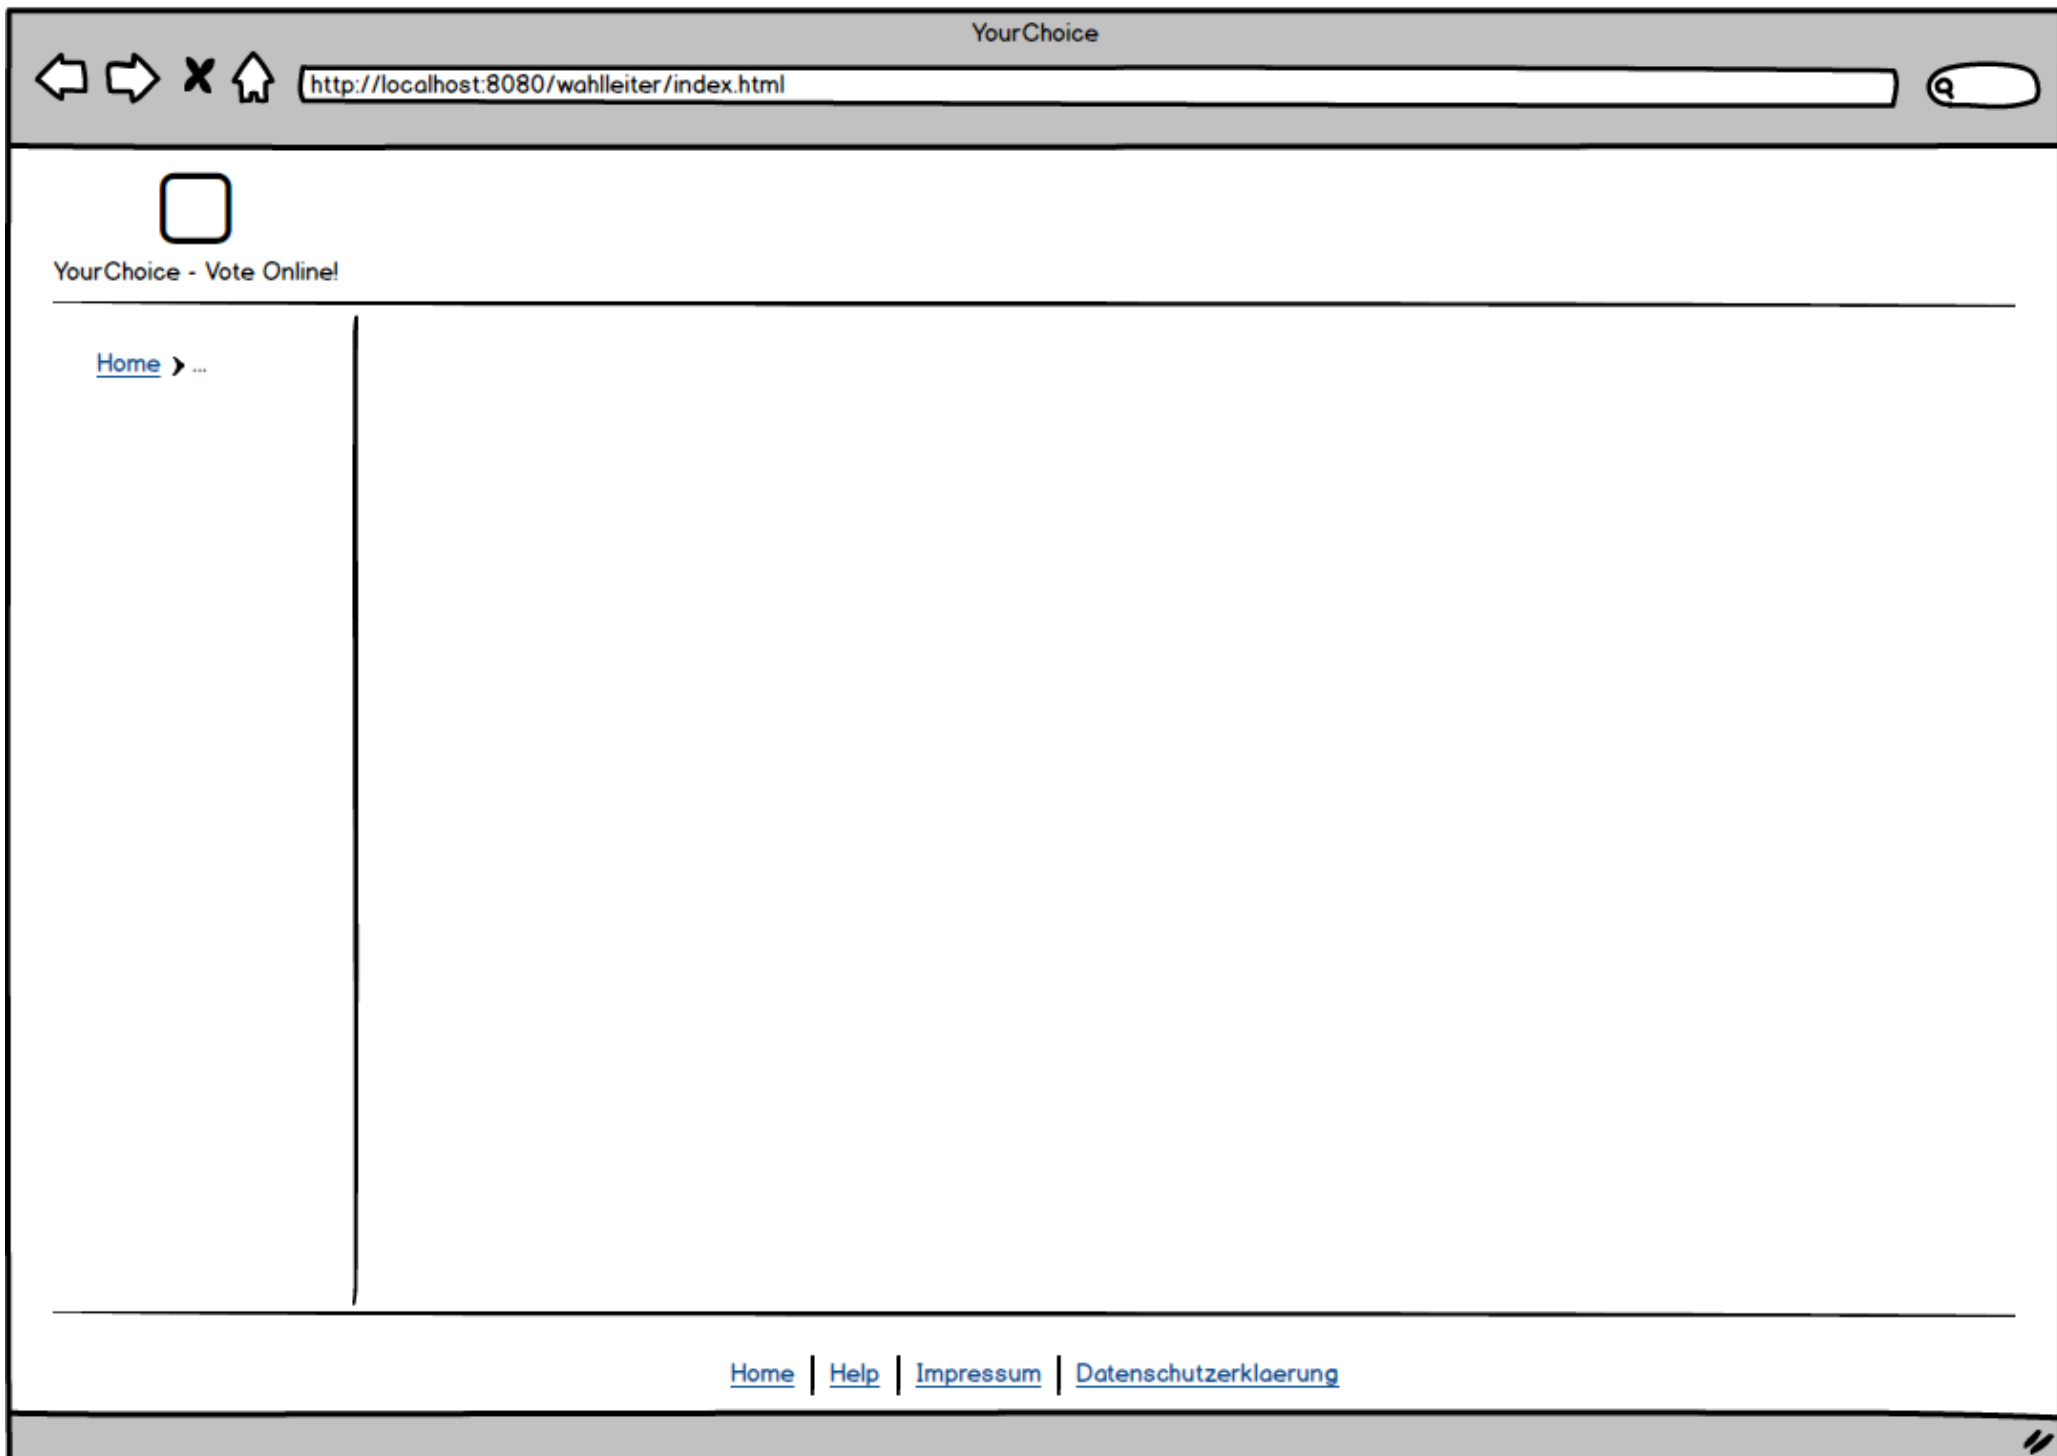 YourChoice
http://localhost:8080/wahlleiter/index.html
YourChoice - Vote Online!
Home ...
Home | Help | Impressum | Datenschutzerklaerung